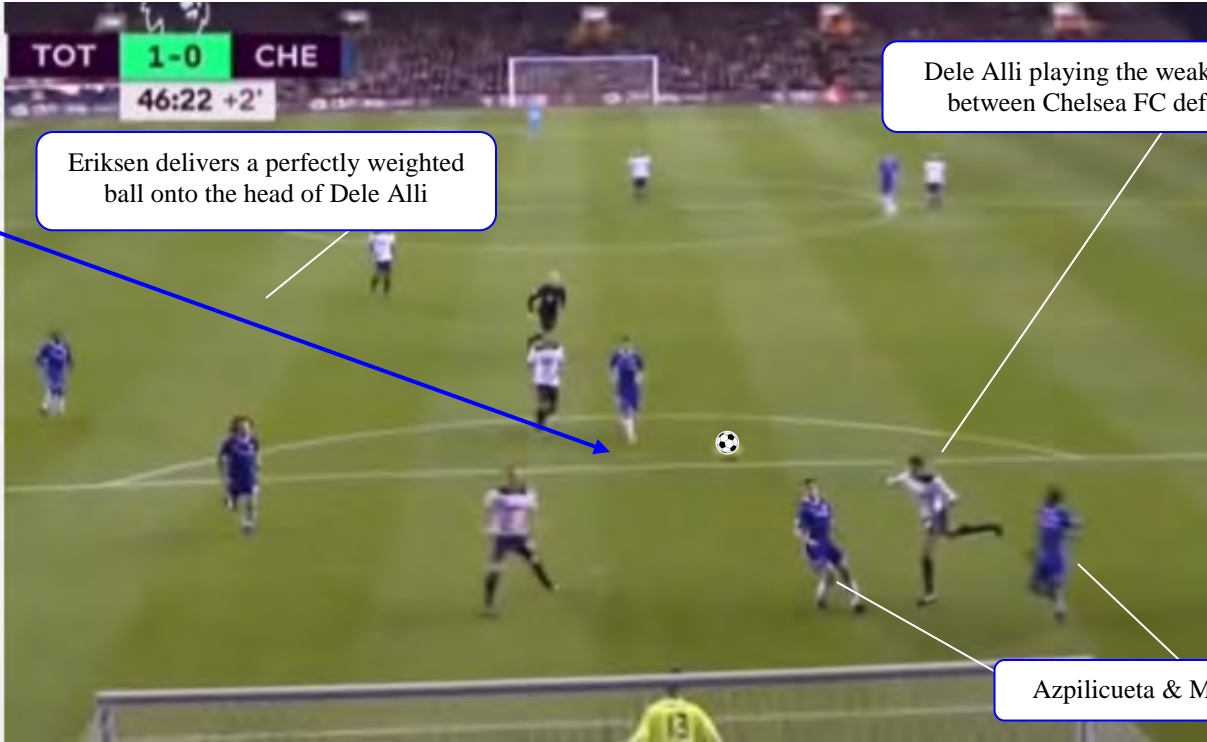 TOT 1-0 CHE
46:22 +2'
Dele Alli playing the weak
between Chelsea FC def
Eriksen delivers a perfectly weighted
ball onto the head of Dele Alli
Azpilicueta & M
13